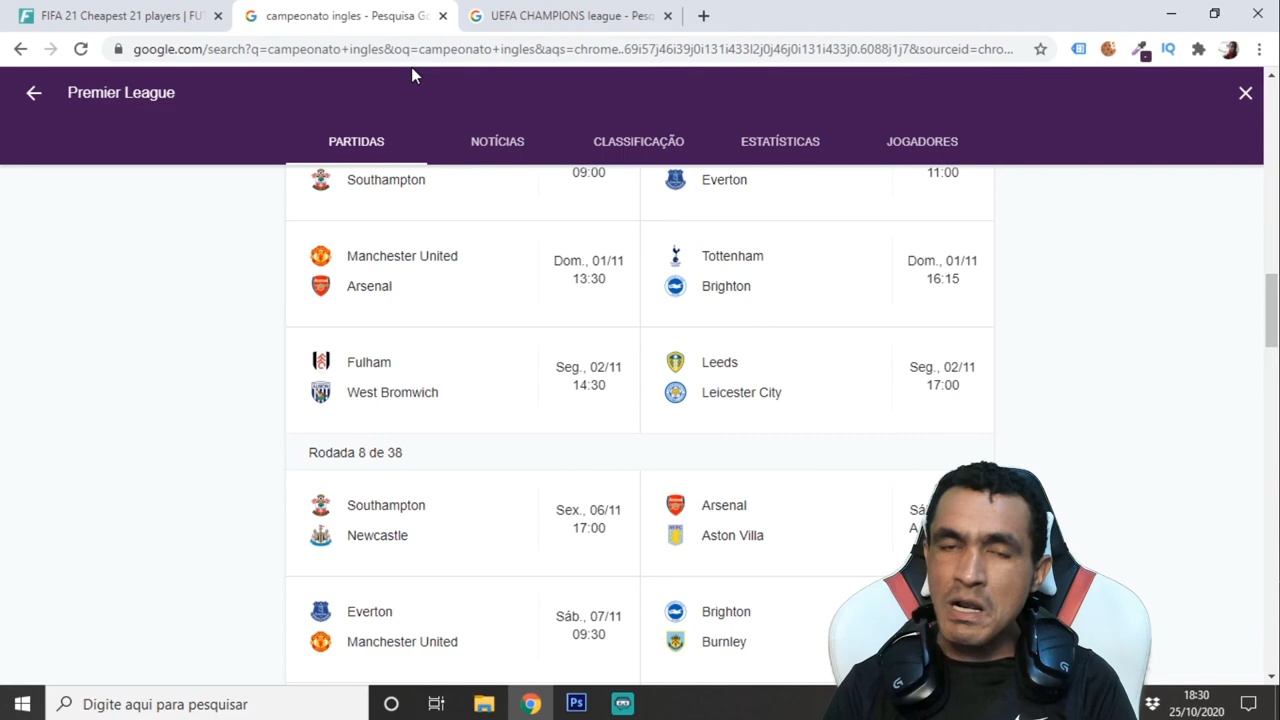 FIFA 21 Cheapest 21 players | FUT
campeonato ingles - Pesquisa Go
UEFA CHAMPIONS league - Pesq
google.com/search?q=campeonato+ingles&oq=campeonato+ingles&aqs=chrome..69i57j46i39j0i131i433l2j0j46j0i131i433j0.6088j1j7&sourceid=chro...
Premier League
PARTIDAS
NOTÍCIAS
CLASSIFICAÇÃO
ESTATÍSTICAS
JOGADORES
Southampton
09:00
Everton
11:00
Manchester United
Arsenal
Dom., 01/11
13:30
Tottenham
Brighton
Dom., 01/11
16:15
Fulham
West Bromwich
Seg., 02/11
14:30
Leeds
Leicester City
Seg., 02/11
17:00
Rodada 8 de 38
Southampton
Newcastle
Sex., 06/11
17:00
Arsenal
Aston Villa
Everton
Manchester United
Sáb., 07/11
09:30
Brighton
Burnley
Digite aqui para pesquisar
Ps
18:30
25/10/2020